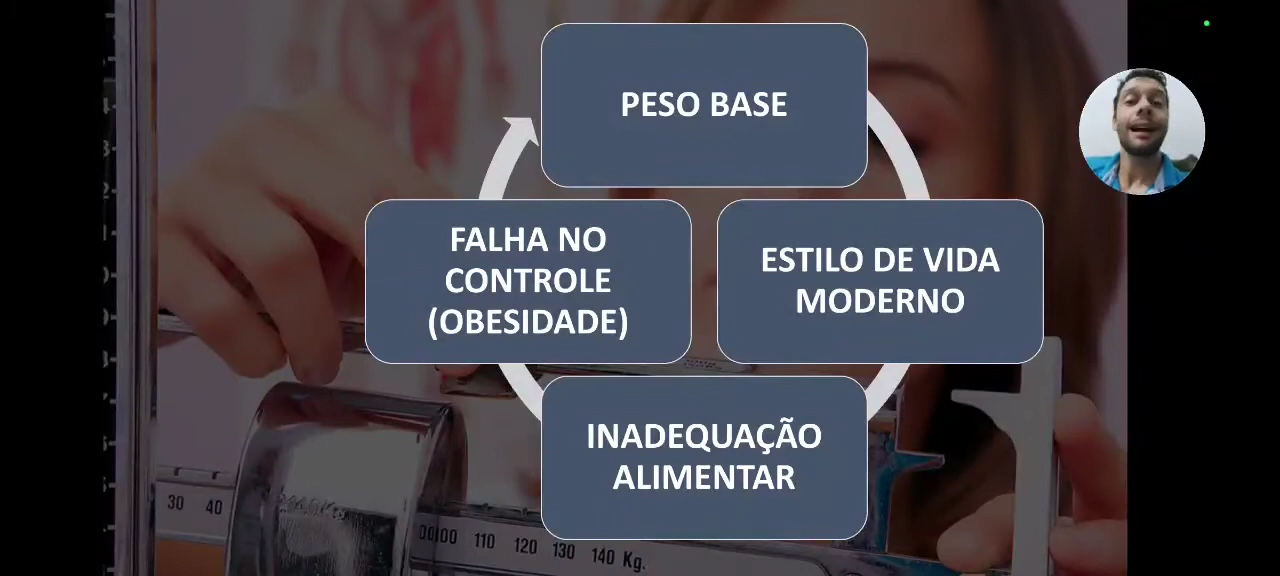 PESO BASE
ESTILO DE VIDA
MODERNO
INADEQUAÇÃO
ALIMENTAR
FALHA NO
CONTROLE
(OBESIDADE)
30 40
110 120 130 140 Kg.